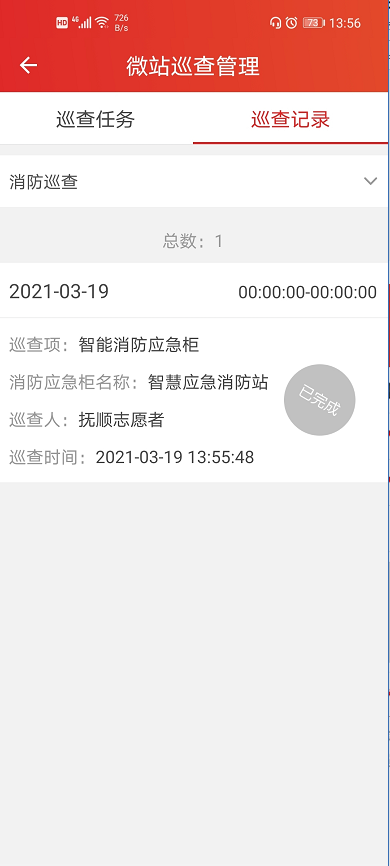 HD 4G 726 B/s 73 13:56
微站巡查管理
巡查任务 巡查记录
消防巡查
总数：1
2021-03-19 00:00:00-00:00:00
巡查项：智能消防应急柜
消防应急柜名称：智慧应急消防站
已完成
巡查人：抚顺志愿者
巡查时间：2021-03-19 13:55:48